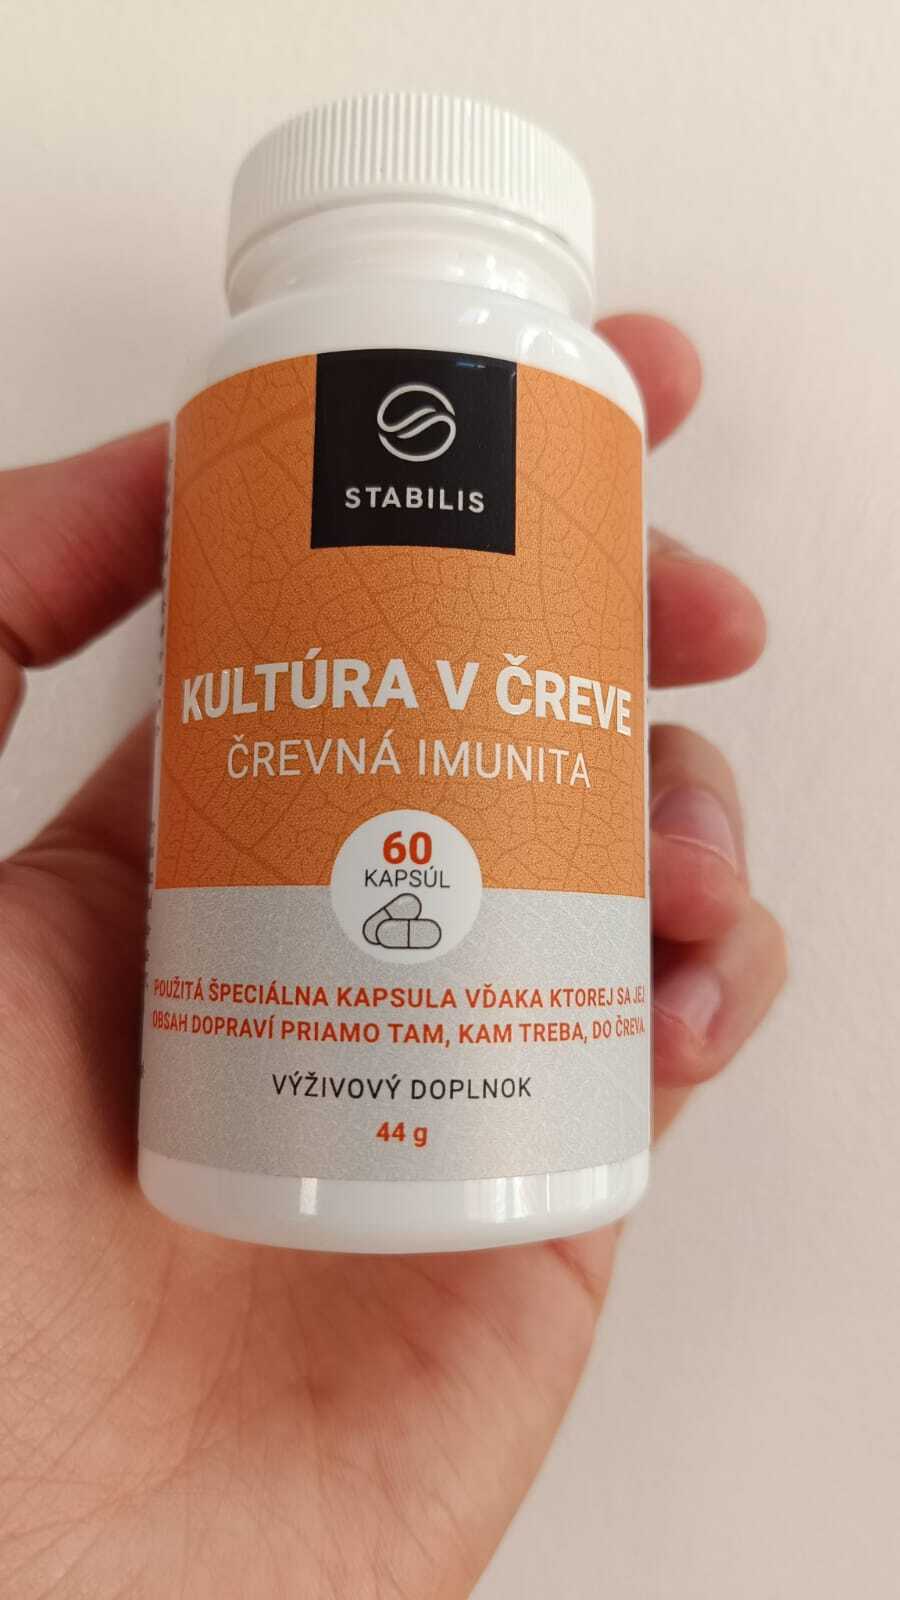 STABILIS
KULTÚRA V ČREVE
ČREVNÁ IMUNITA
60
KAPSÚL
POUŽITÁ ŠPECIÁLNA KAPSULA VĎAKA KTOREJ SA JEJ
OBSAH DOPRAVÍ PRIAMO TAM, KAM TREBA, DO ČREVA.
VÝŽIVOVÝ DOPLNOK
44 g